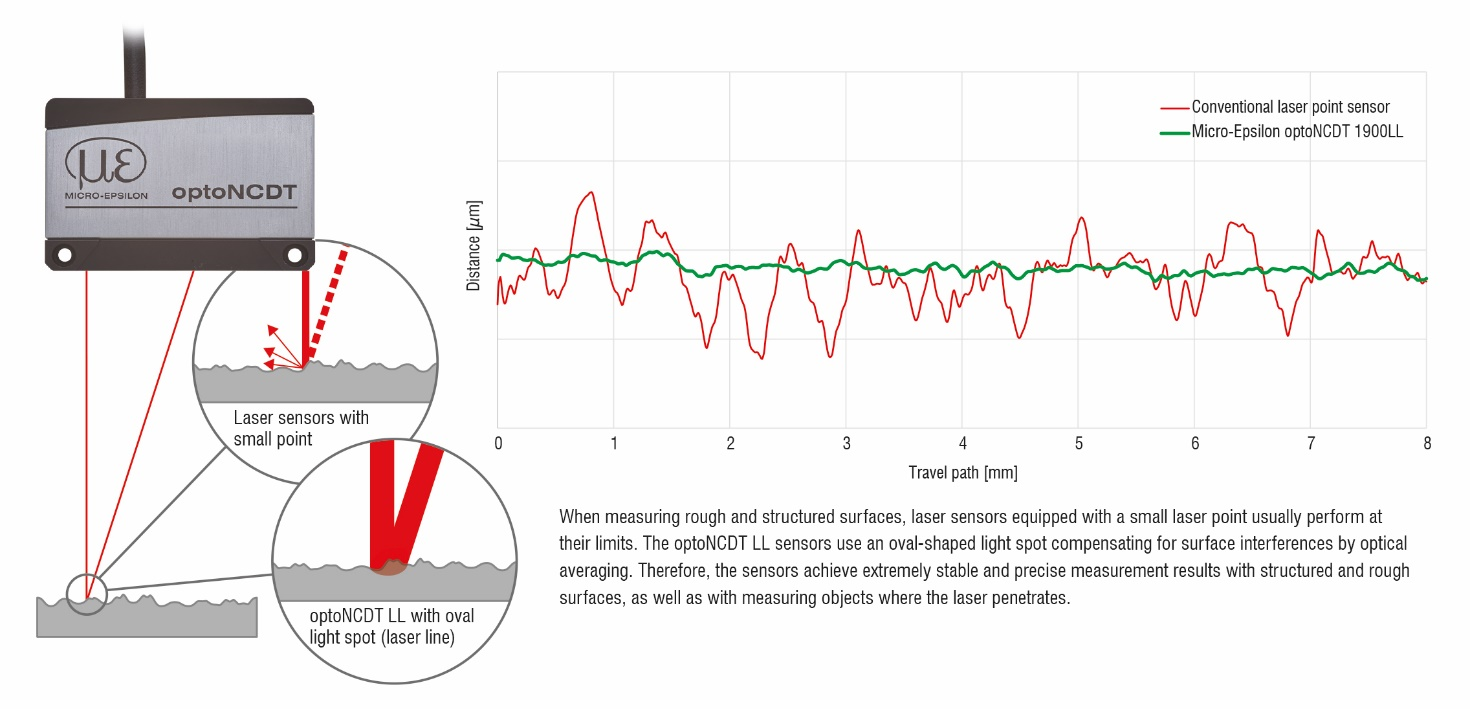 με
MICRO-EPSILON
optoNCDT
Laser sensors with
small point
optoNCDT LL with oval
light spot (laser line)
Conventional laser point sensor
Micro-Epsilon optoNCDT 1900LL
Distance [μm]
0 1 2 3 4 5 6 7 8
Travel path [mm]
When measuring rough and structured surfaces, laser sensors equipped with a small laser point usually perform at
their limits. The optoNCDT LL sensors use an oval-shaped light spot compensating for surface interferences by optical
averaging. Therefore, the sensors achieve extremely stable and precise measurement results with structured and rough
surfaces, as well as with measuring objects where the laser penetrates.